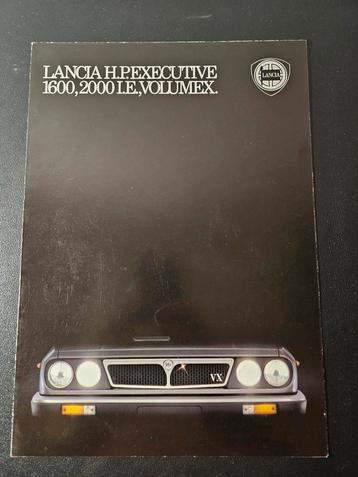 LANCIA H.P.EXECUTIVE
1600,2000 I.E.,VOLUMEX.
LANCIA
VX